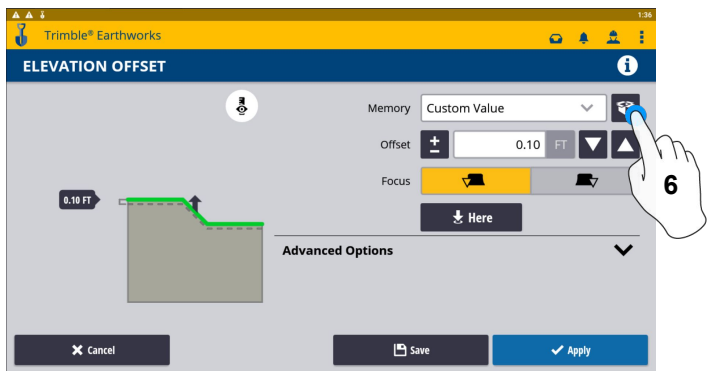 1:36
Trimble® Earthworks
ELEVATION OFFSET
Memory Custom Value
Offset 0.10 FT
Focus
6
0.10 FT
Here
Advanced Options
Cancel Save Apply